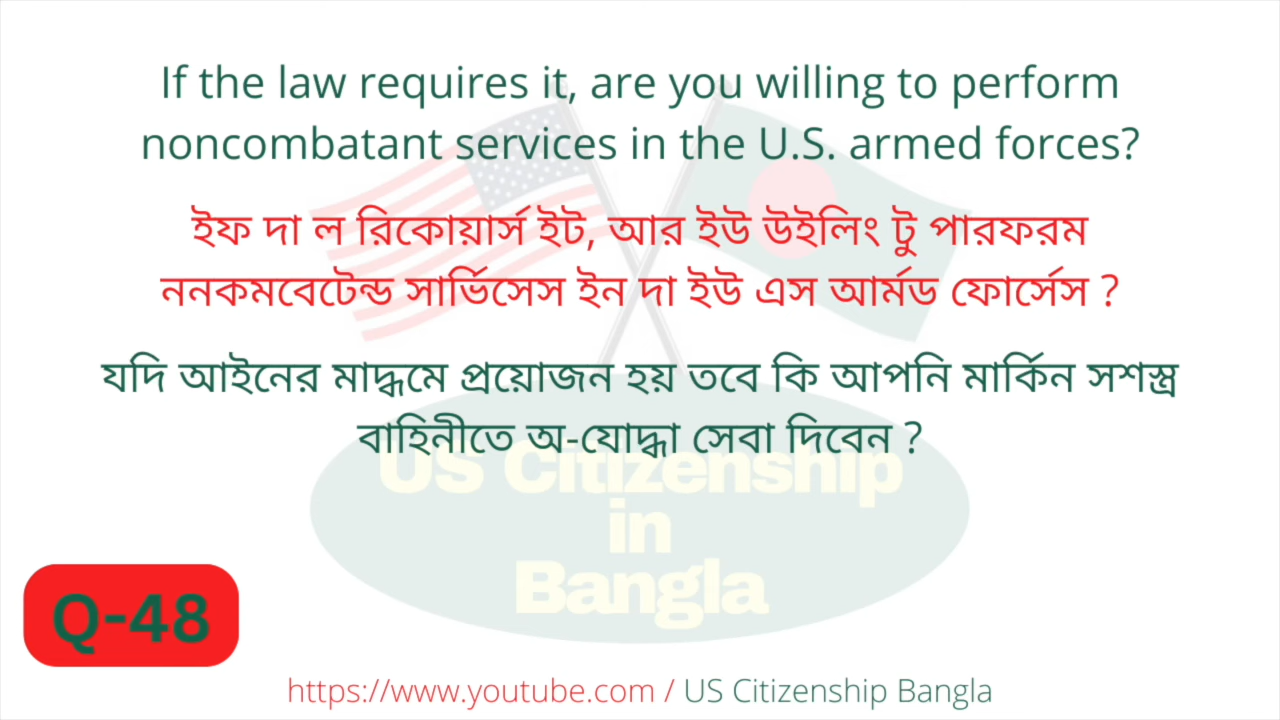 If the law requires it, are you willing to perform
noncombatant services in the U.S. armed forces?
ইফ দা ল রিকোয়ার্স ইট, আর ইউ উইলিং টু পারফরম
ননকমবেটেন্ড সার্ভিসেস ইন দা ইউ এস আর্মড ফোর্সেস ?
যদি আইনের মাদ্ধমে প্রয়োজন হয় তবে কি আপনি মার্কিন সশস্ত্র
বাহিনীতে অ-যোদ্ধা সেবা দিবেন ?
US Citizenship
in
Bangla
Q-48
https://www.youtube.com / US Citizenship Bangla